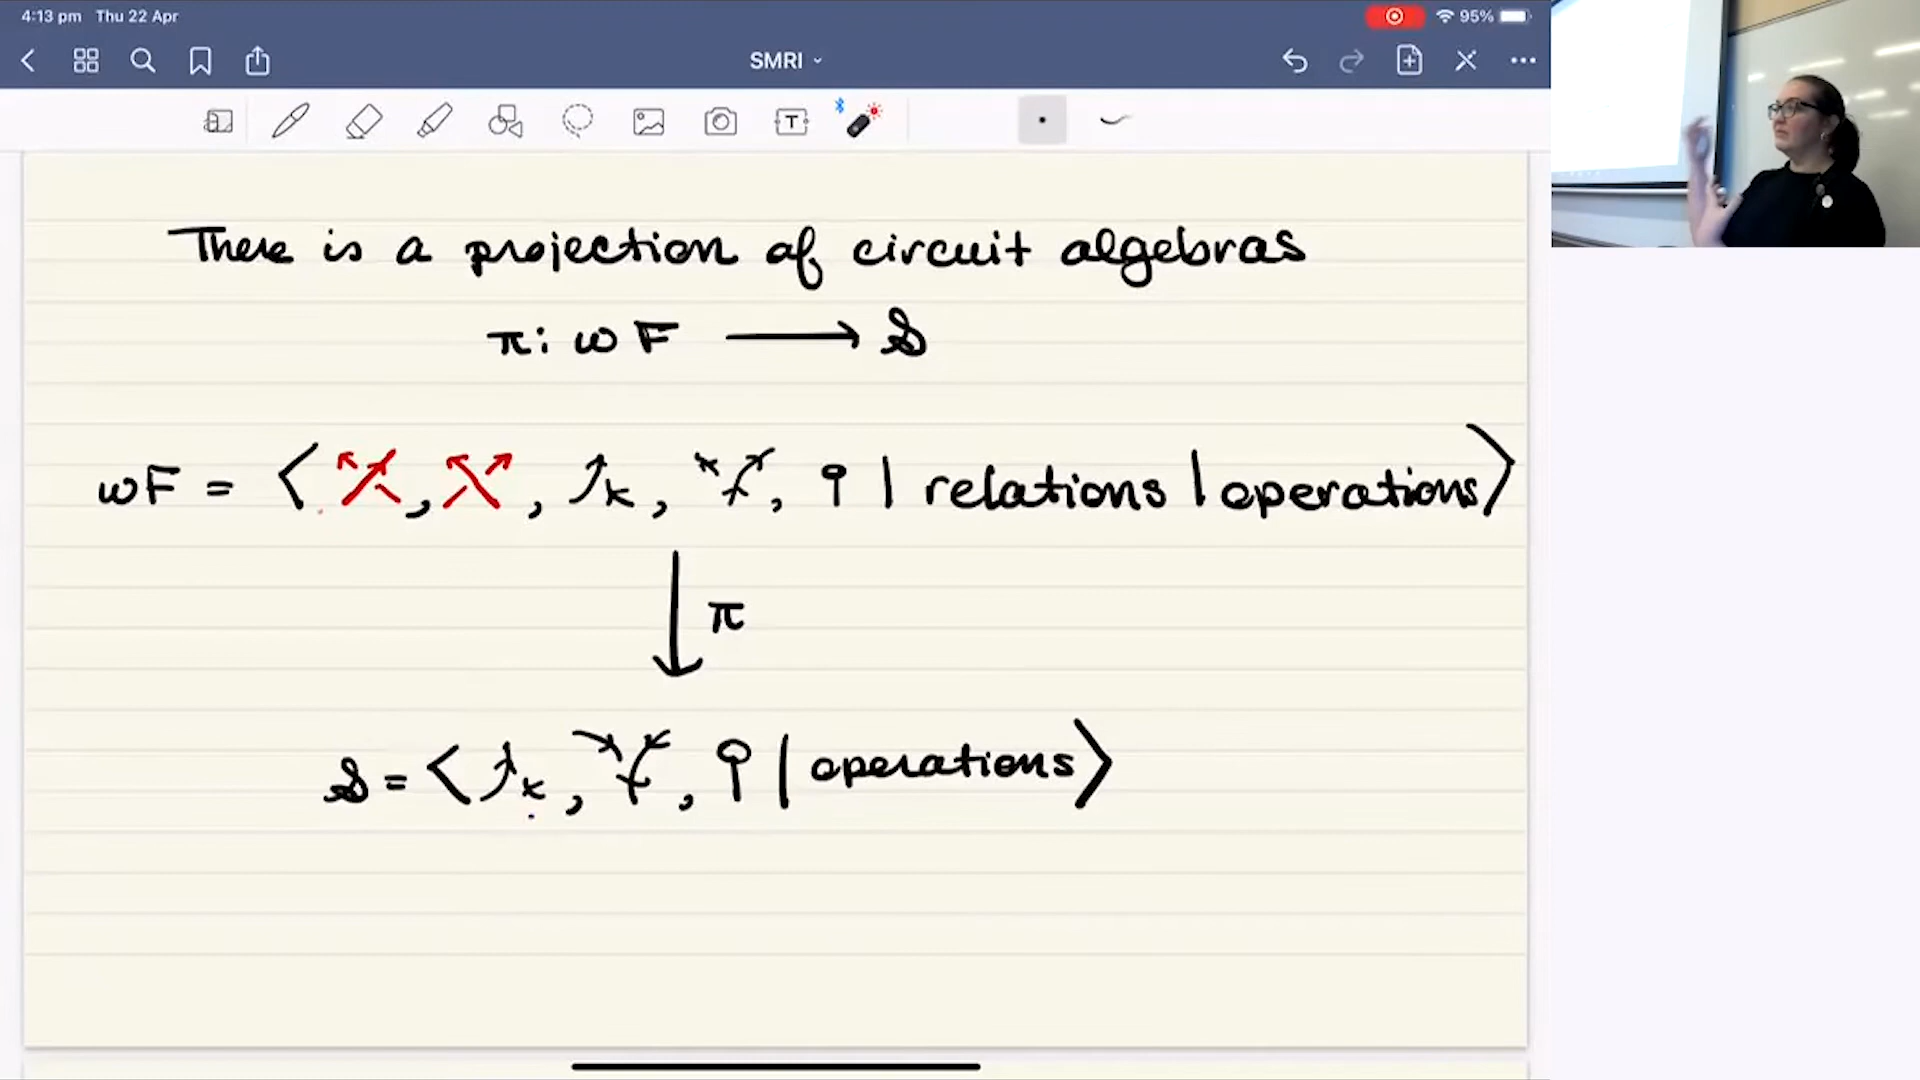 4:13 pm Thu 22 Apr
95%
SMRI
T
There is a projection of circuit algebras
π: wF ⟶ 𝒮
wF = ⟨ , , , , | relations | operations⟩
π
𝒮 = ⟨ , , | operations⟩